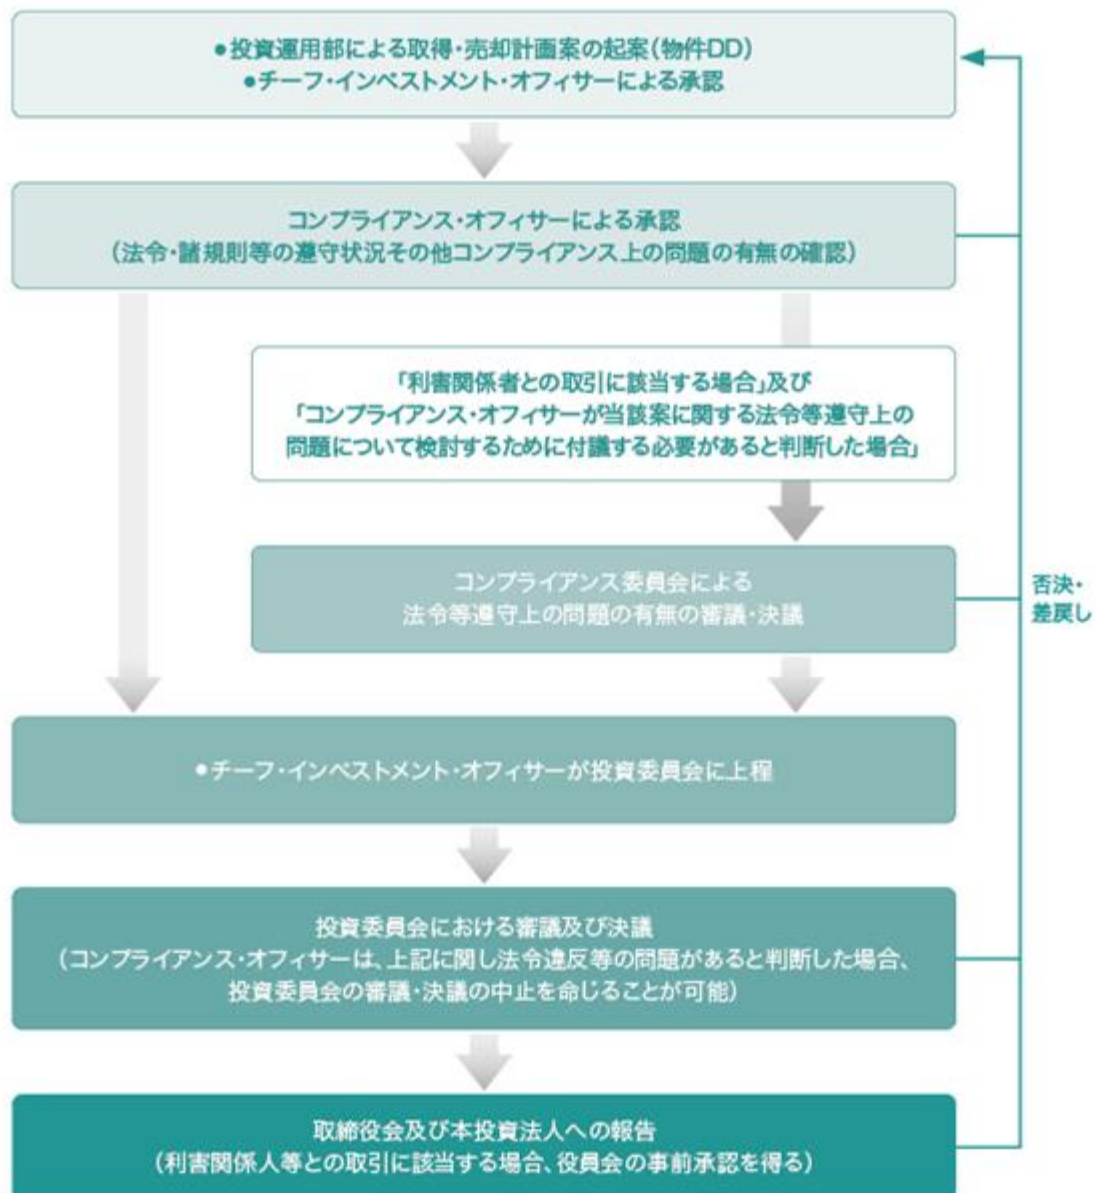 ●投資運用部による取得・売却計画案の起案(物件DD)
●チーフ・インベストメント・オフィサーによる承認
コンプライアンス・オフィサーによる承認
(法令・諸規則等の遵守状況その他コンプライアンス上の問題の有無の確認)
「利害関係者との取引に該当する場合」及び
「コンプライアンス・オフィサーが当該案に関する法令等遵守上の
問題について検討するために付議する必要があると判断した場合」
コンプライアンス委員会による
法令等遵守上の問題の有無の審議・決議
否決・
差戻し
●チーフ・インベストメント・オフィサーが投資委員会に上程
投資委員会における審議及び決議
(コンプライアンス・オフィサーは、上記に関し法令違反等の問題があると判断した場合、
投資委員会の審議・決議の中止を命じることが可能)
取締役会及び本投資法人への報告
(利害関係人等との取引に該当する場合、役員会の事前承認を得る)